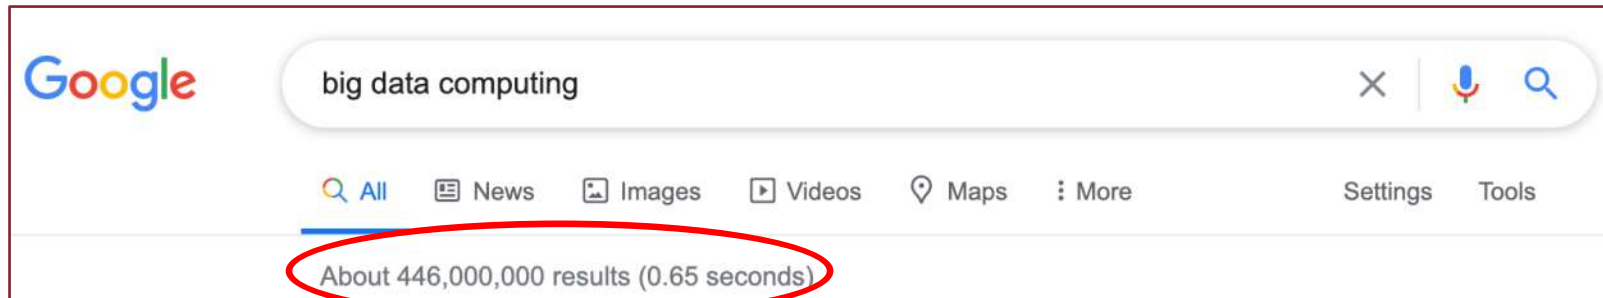 Google
big data computing
All News Images Videos Maps More Settings Tools
About 446,000,000 results (0.65 seconds)